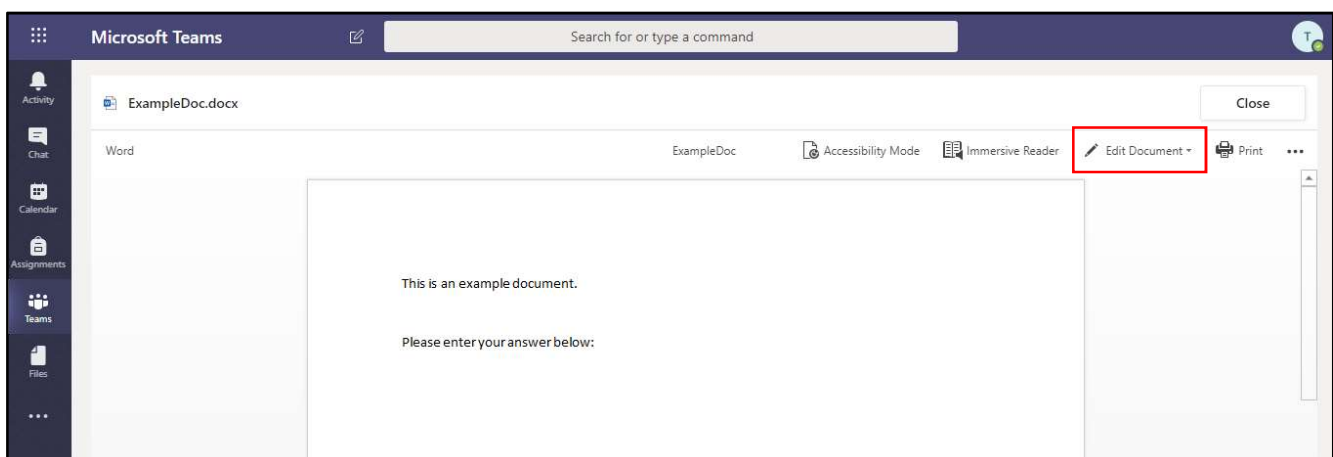 Microsoft Teams
Search for or type a command
T
Activity
ExampleDoc.docx
Close
Chat
Word
ExampleDoc
Accessibility Mode
Immersive Reader
Edit Document
Print
Calendar
Assignments
Teams
Files
This is an example document.
Please enter your answer below: